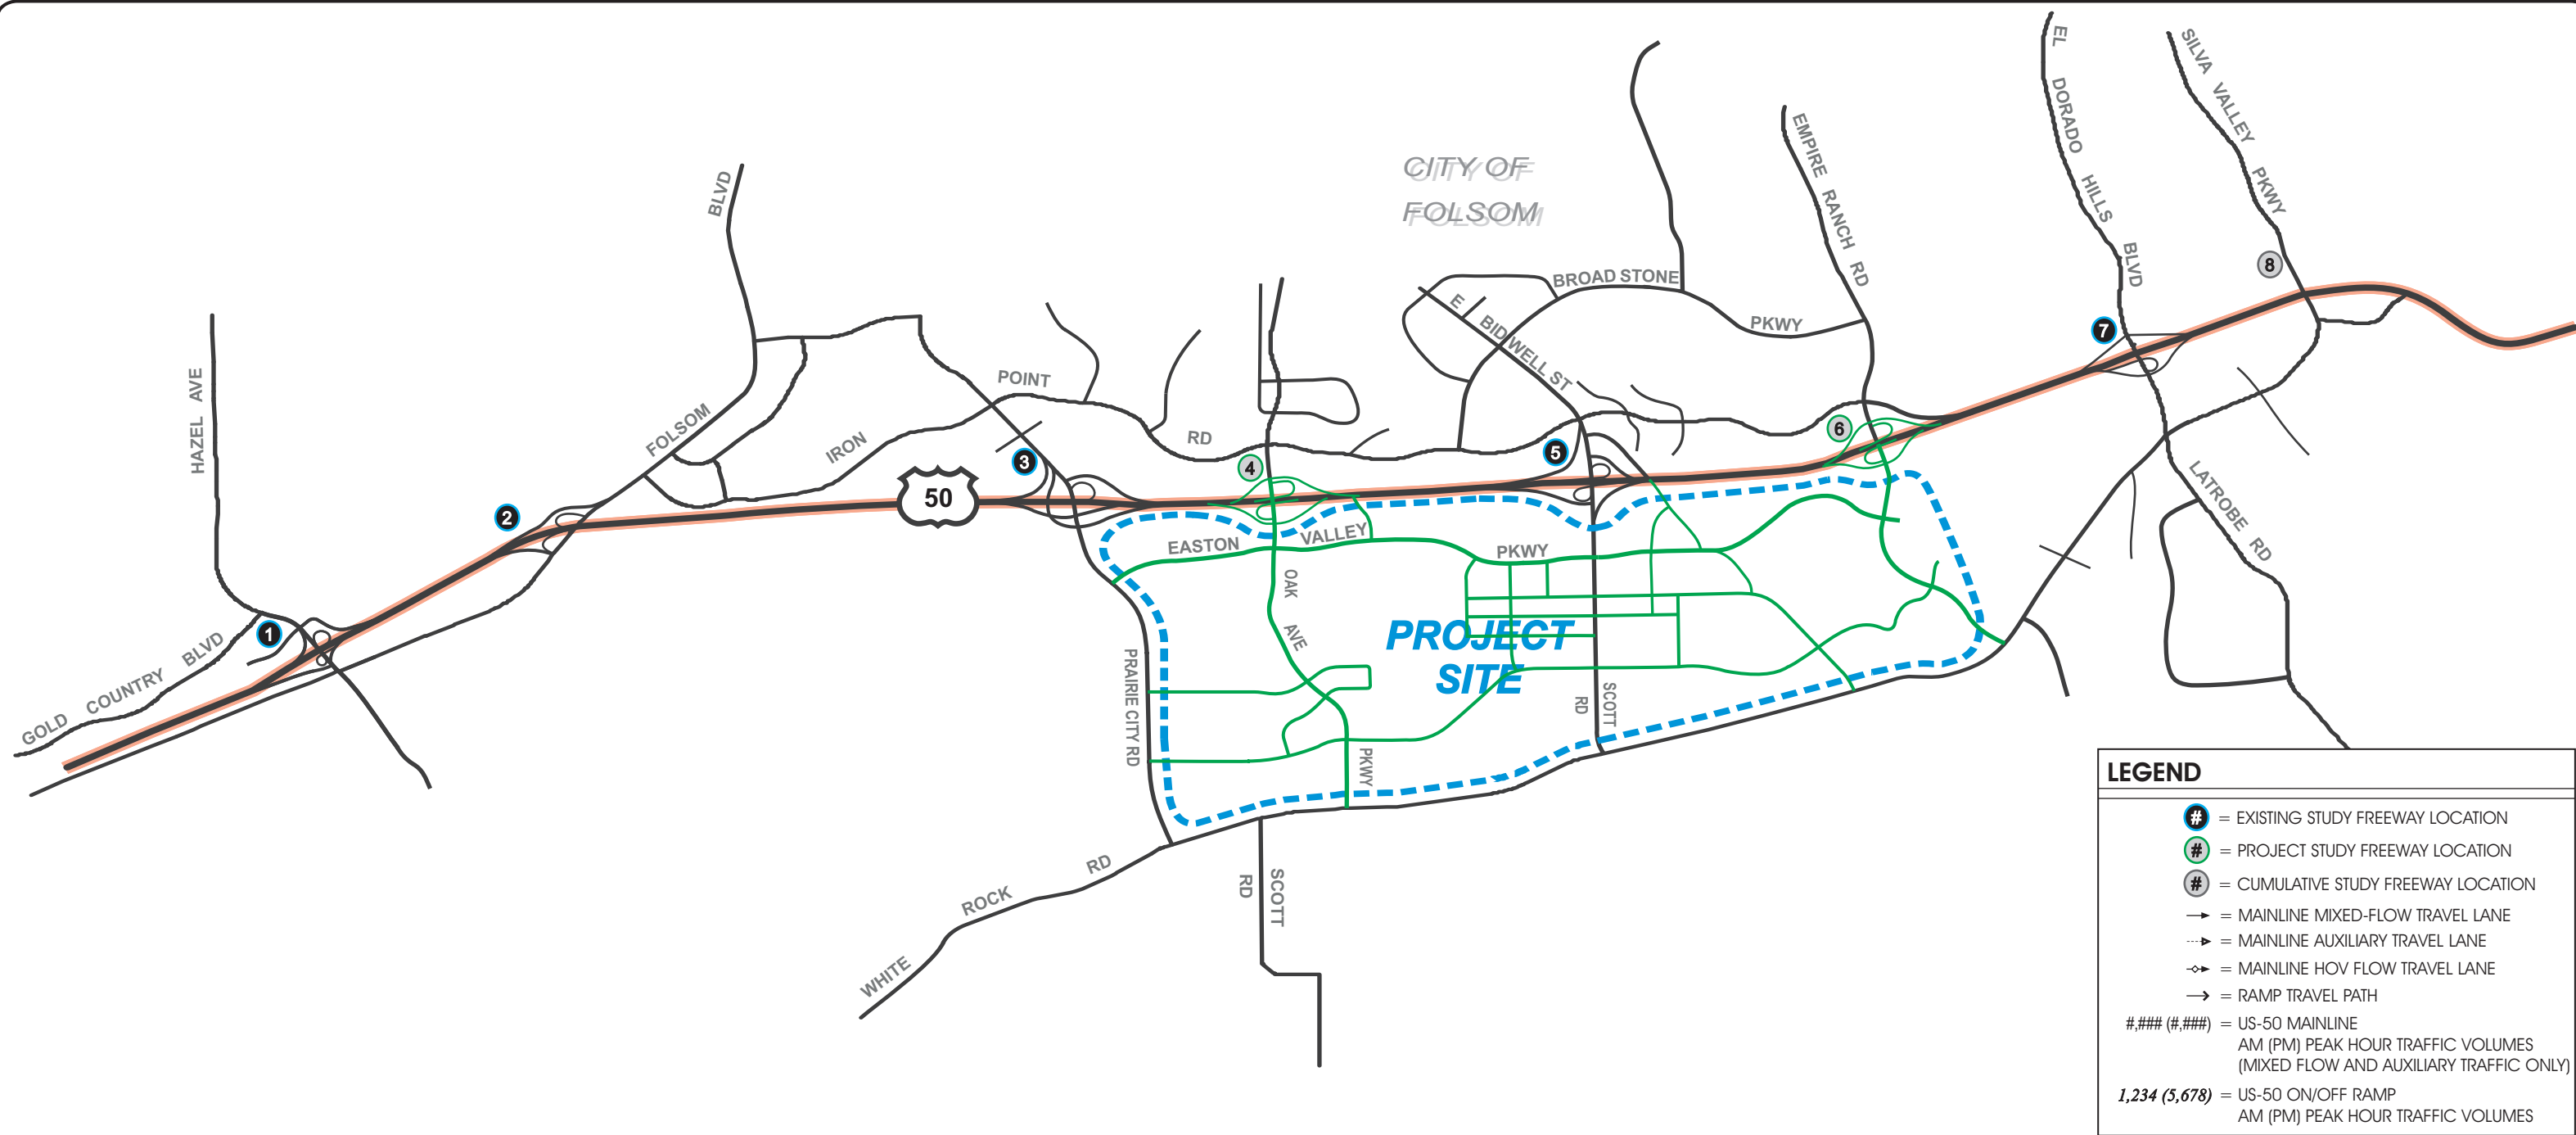 EL DORADO HILLS BLVD
SILVA VALLEY PKWY
EMPIRE RANCH RD
BLVD
CITY OF
FOLSOM
8
BROAD STONE
PKWY
E BIDWELL ST
7
HAZEL AVE
POINT
FOLSOM
IRON
RD
3
4
5
6
50
2
LATROBE RD
EASTON VALLEY PKWY
OAK AVE
PKWY
1
PROJECT
SITE
GOLD COUNTRY BLVD
PRAIRIE CITY RD
SCOTT
RD
WHITE ROCK RD
SCOTT
RD
LEGEND
# = EXISTING STUDY FREEWAY LOCATION
# = PROJECT STUDY FREEWAY LOCATION
# = CUMULATIVE STUDY FREEWAY LOCATION
= MAINLINE MIXED-FLOW TRAVEL LANE
= MAINLINE AUXILIARY TRAVEL LANE
= MAINLINE HOV FLOW TRAVEL LANE
= RAMP TRAVEL PATH
#,### (#,###) = US-50 MAINLINE
AM (PM) PEAK HOUR TRAFFIC VOLUMES
(MIXED FLOW AND AUXILIARY TRAFFIC ONLY)
1,234 (5,678) = US-50 ON/OFF RAMP
AM (PM) PEAK HOUR TRAFFIC VOLUMES